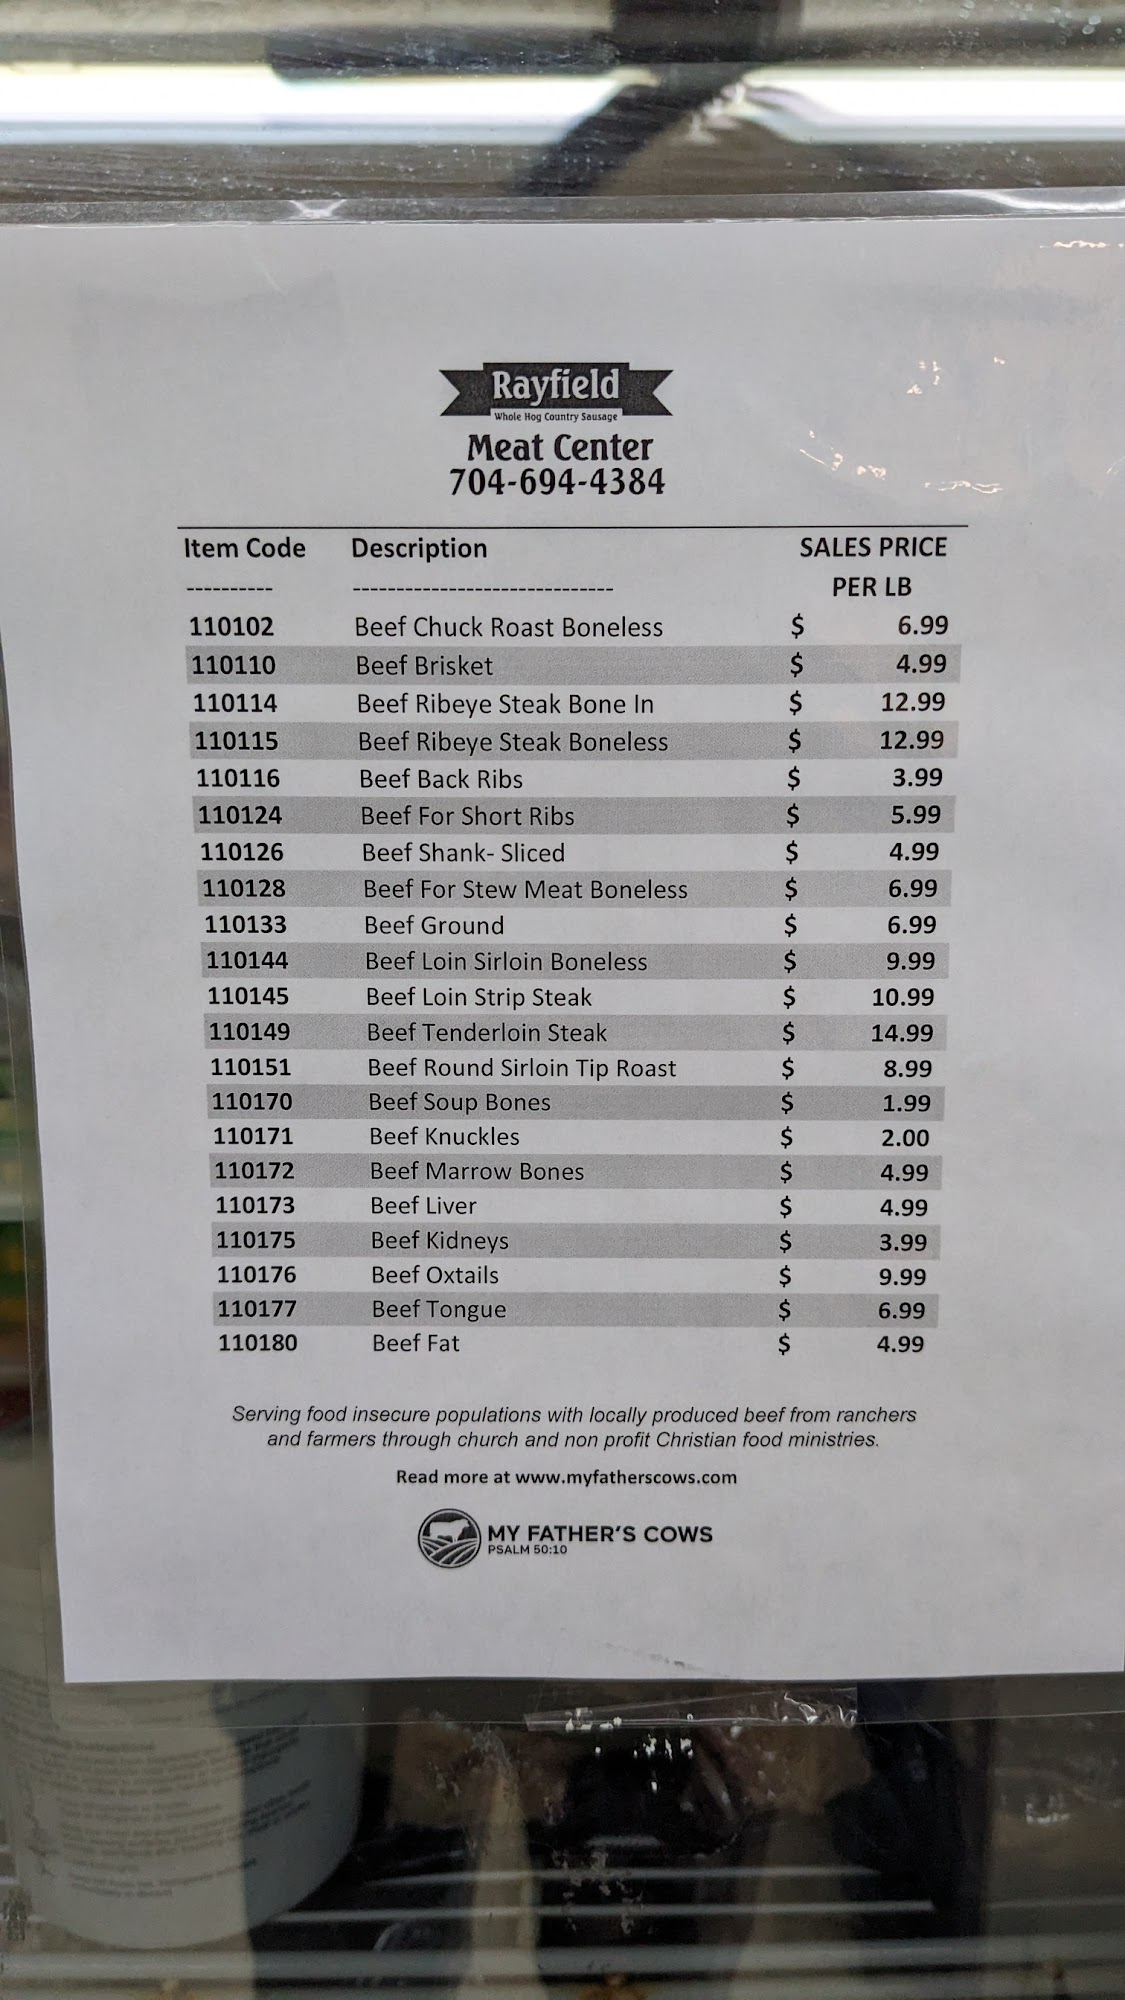 Rayfield
Whole Hog Country Sausage
Meat Center
704-694-4384
Item Code Description SALES PRICE
---------- ------------------------------ PER LB
110102 Beef Chuck Roast Boneless $ 6.99
110110 Beef Brisket $ 4.99
110114 Beef Ribeye Steak Bone In $ 12.99
110115 Beef Ribeye Steak Boneless $ 12.99
110116 Beef Back Ribs $ 3.99
110124 Beef For Short Ribs $ 5.99
110126 Beef Shank- Sliced $ 4.99
110128 Beef For Stew Meat Boneless $ 6.99
110133 Beef Ground $ 6.99
110144 Beef Loin Sirloin Boneless $ 9.99
110145 Beef Loin Strip Steak $ 10.99
110149 Beef Tenderloin Steak $ 14.99
110151 Beef Round Sirloin Tip Roast $ 8.99
110170 Beef Soup Bones $ 1.99
110171 Beef Knuckles $ 2.00
110172 Beef Marrow Bones $ 4.99
110173 Beef Liver $ 4.99
110175 Beef Kidneys $ 3.99
110176 Beef Oxtails $ 9.99
110177 Beef Tongue $ 6.99
110180 Beef Fat $ 4.99
Serving food insecure populations with locally produced beef from ranchers
and farmers through church and non profit Christian food ministries.
Read more at www.myfatherscows.com
MY FATHER'S COWS
PSALM 50:10